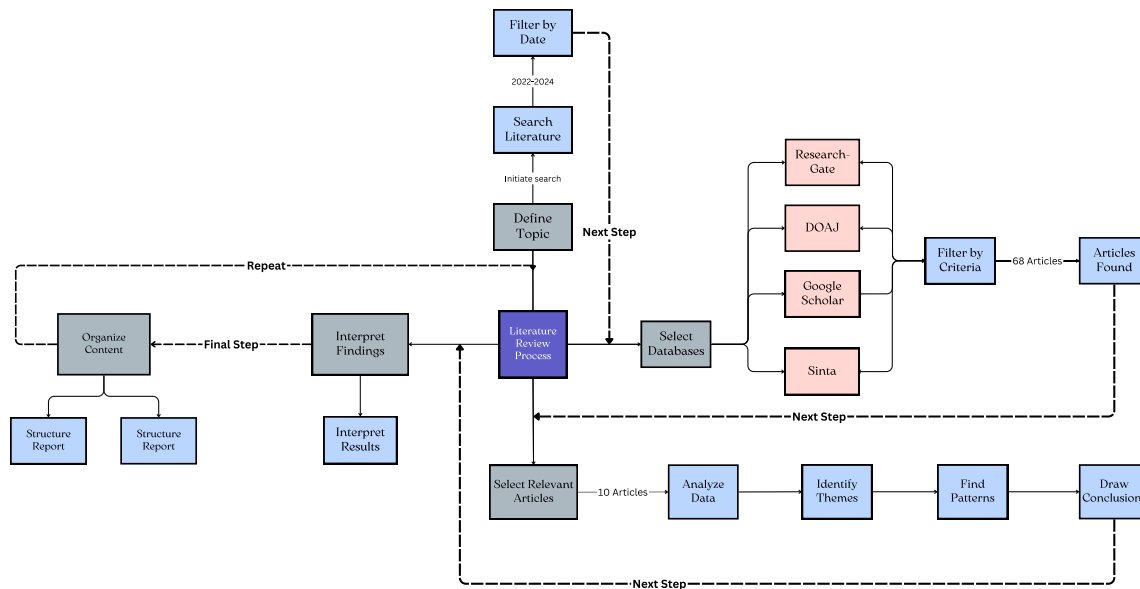 Filter by
Date
2022-2024
Search
Literature
Initiate search
Define
Topic
Next Step
Research-
Gate
DOAJ
Google
Scholar
Sinta
Filter by
Criteria
68 Articles
Articles
Found
Repeat
Organize
Content
Final Step
Interpret
Findings
Literature
Review
Process
Select
Databases
Structure
Report
Structure
Report
Interpret
Results
Next Step
Select Relevant
Articles
10 Articles
Analyze
Data
Identify
Themes
Find
Patterns
Draw
Conclusion
Next Step